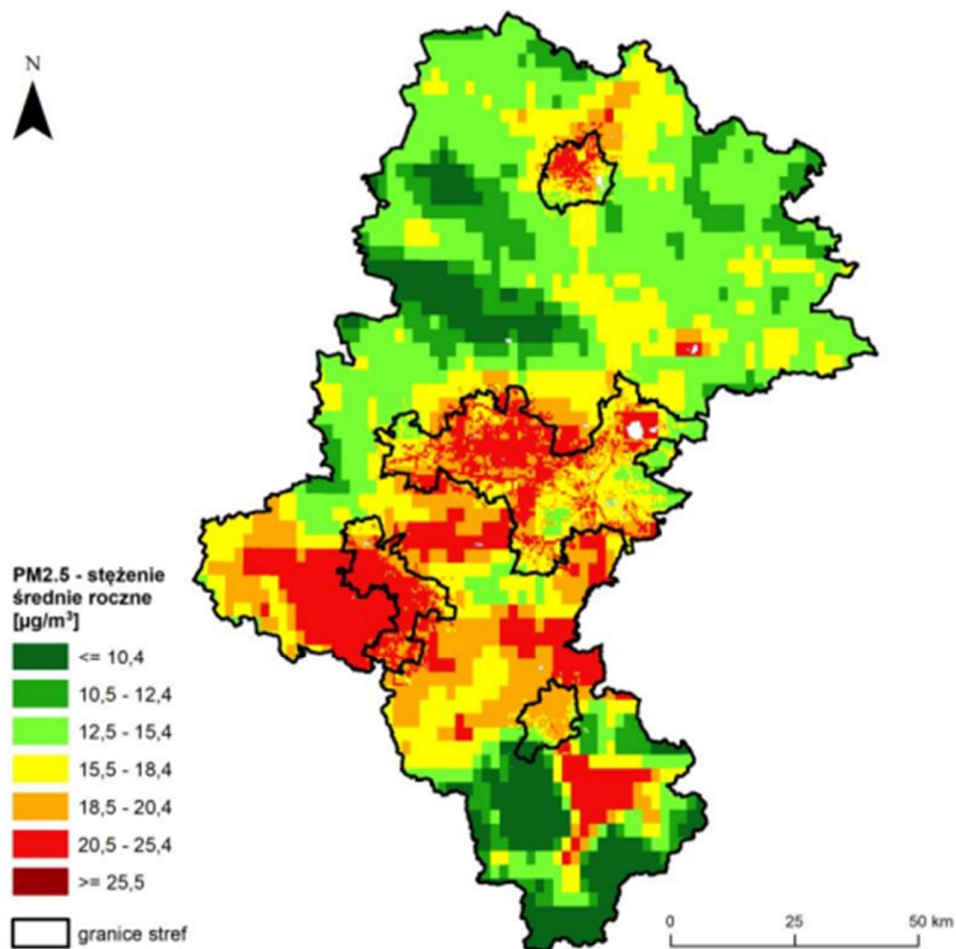 N
PM2.5 - stężenie
średnie roczne
[µg/m³]
<= 10,4
10,5 - 12,4
12,5 - 15,4
15,5 - 18,4
18,5 - 20,4
20,5 - 25,4
>= 25,5
granice stref
0 25 50 km